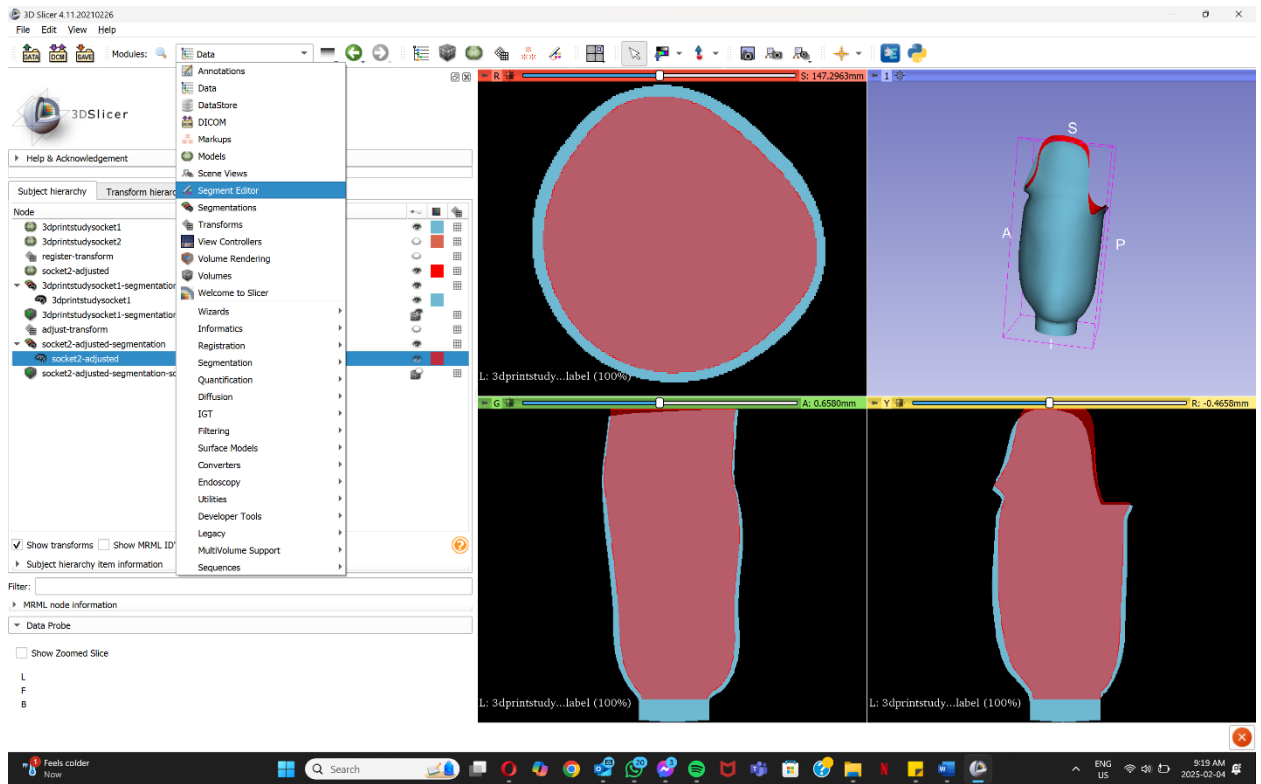 3D Slicer 4.11.20210226
File Edit View Help
DATA DCM SAVE Modules: Data
Annotations
Data
DataStore
DICOM
Markups
Models
Scene Views
Segment Editor
Segmentations
Transforms
View Controllers
Volume Rendering
Volumes
Welcome to Slicer
Wizards
Informatics
Registration
Segmentation
Quantification
Diffusion
IGT
Filtering
Surface Models
Converters
Endoscopy
Utilities
Developer Tools
Legacy
MultiVolume Support
Sequences
3DSlicer
Help & Acknowledgement
Subject hierarchy Transform hierarc
Node
3dprintstudysocket1
3dprintstudysocket2
register-transform
socket2-adjusted
3dprintstudysocket1-segmentation
3dprintstudysocket1
3dprintstudysocket1-segmentation
adjust-transform
socket2-adjusted-segmentation
socket2-adjusted
socket2-adjusted-segmentation-so
Show transforms Show MRML ID'
Subject hierarchy item information
Filter:
MRML node information
Data Probe
Show Zoomed Slice
L
F
B
R S: 147.2963mm
L: 3dprintstudy...label (100%)
1
S
A
P
I
G A: 0.6580mm
L: 3dprintstudy...label (100%)
Y R: -0.4658mm
L: 3dprintstudy...label (100%)
1 Feels colder
Now
Search
20
3
ENG
US
9:19 AM
2025-02-04